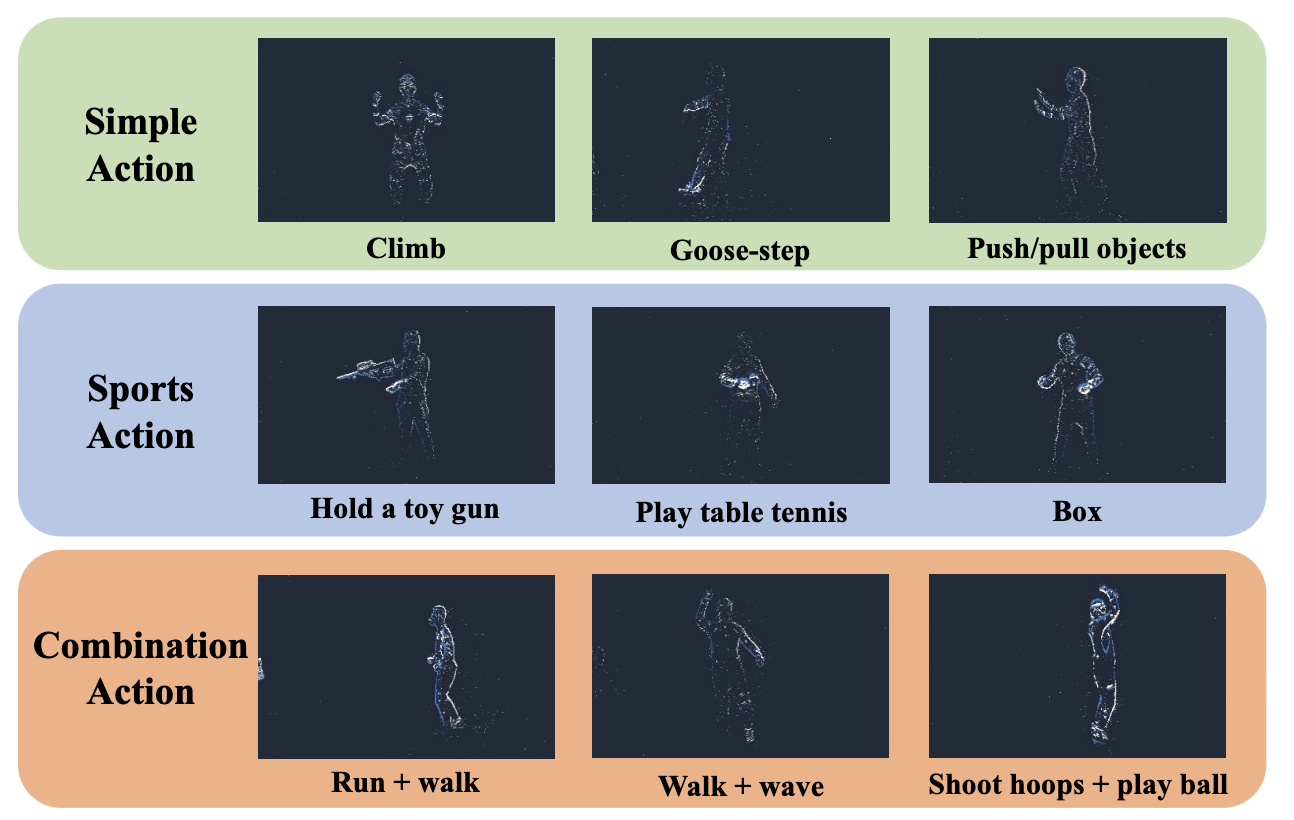 Simple
Action
Climb
Goose-step
Push/pull objects
Sports
Action
Hold a toy gun
Play table tennis
Box
Combination
Action
Run + walk
Walk + wave
Shoot hoops + play ball